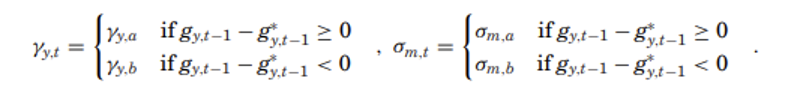 γ_{y,t} = { γ_{y,a} if g_{y,t−1} − g*_{y,t−1} ≥ 0 , σ_{m,t} = { σ_{m,a} if g_{y,t−1} − g*_{y,t−1} ≥ 0
γ_{y,b} if g_{y,t−1} − g*_{y,t−1} < 0 σ_{m,b} if g_{y,t−1} − g*_{y,t−1} < 0 .